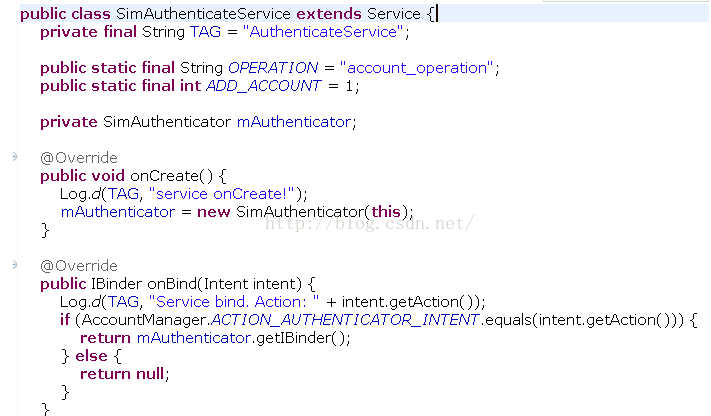 public class SimAuthenticateService extends Service {
private final String TAG = "AuthenticateService";
public static final String OPERATION = "account_operation";
public static final int ADD_ACCOUNT = 1;
private SimAuthenticator mAuthenticator;
@Override
public void onCreate() {
Log.d(TAG, "service onCreate!");
mAuthenticator = new SimAuthenticator(this);
http://blog.csdn.net/
}
@Override
public IBinder onBind(Intent intent) {
Log.d(TAG, "Service bind. Action: " + intent.getAction());
if (AccountManager.ACTION_AUTHENTICATOR_INTENT.equals(intent.getAction())) {
return mAuthenticator.getIBinder();
} else {
return null;
}
}